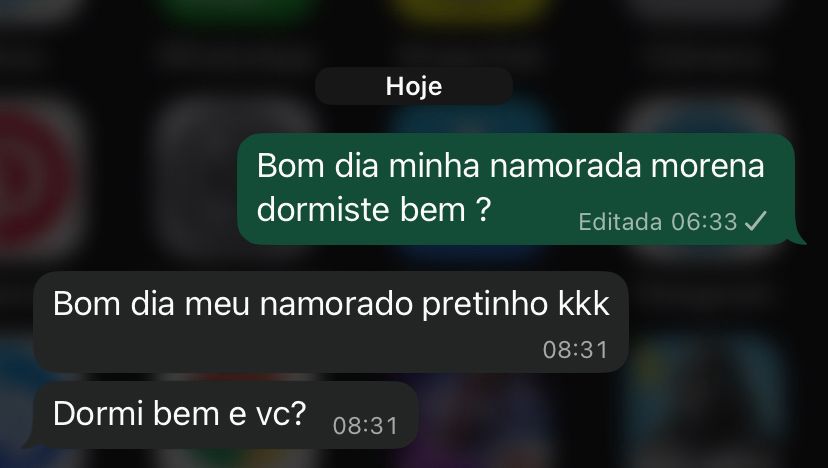 Hoje
Bom dia minha namorada morena
dormiste bem ?
Editada 06:33
Bom dia meu namorado pretinho kkk
08:31
Dormi bem e vc?
08:31